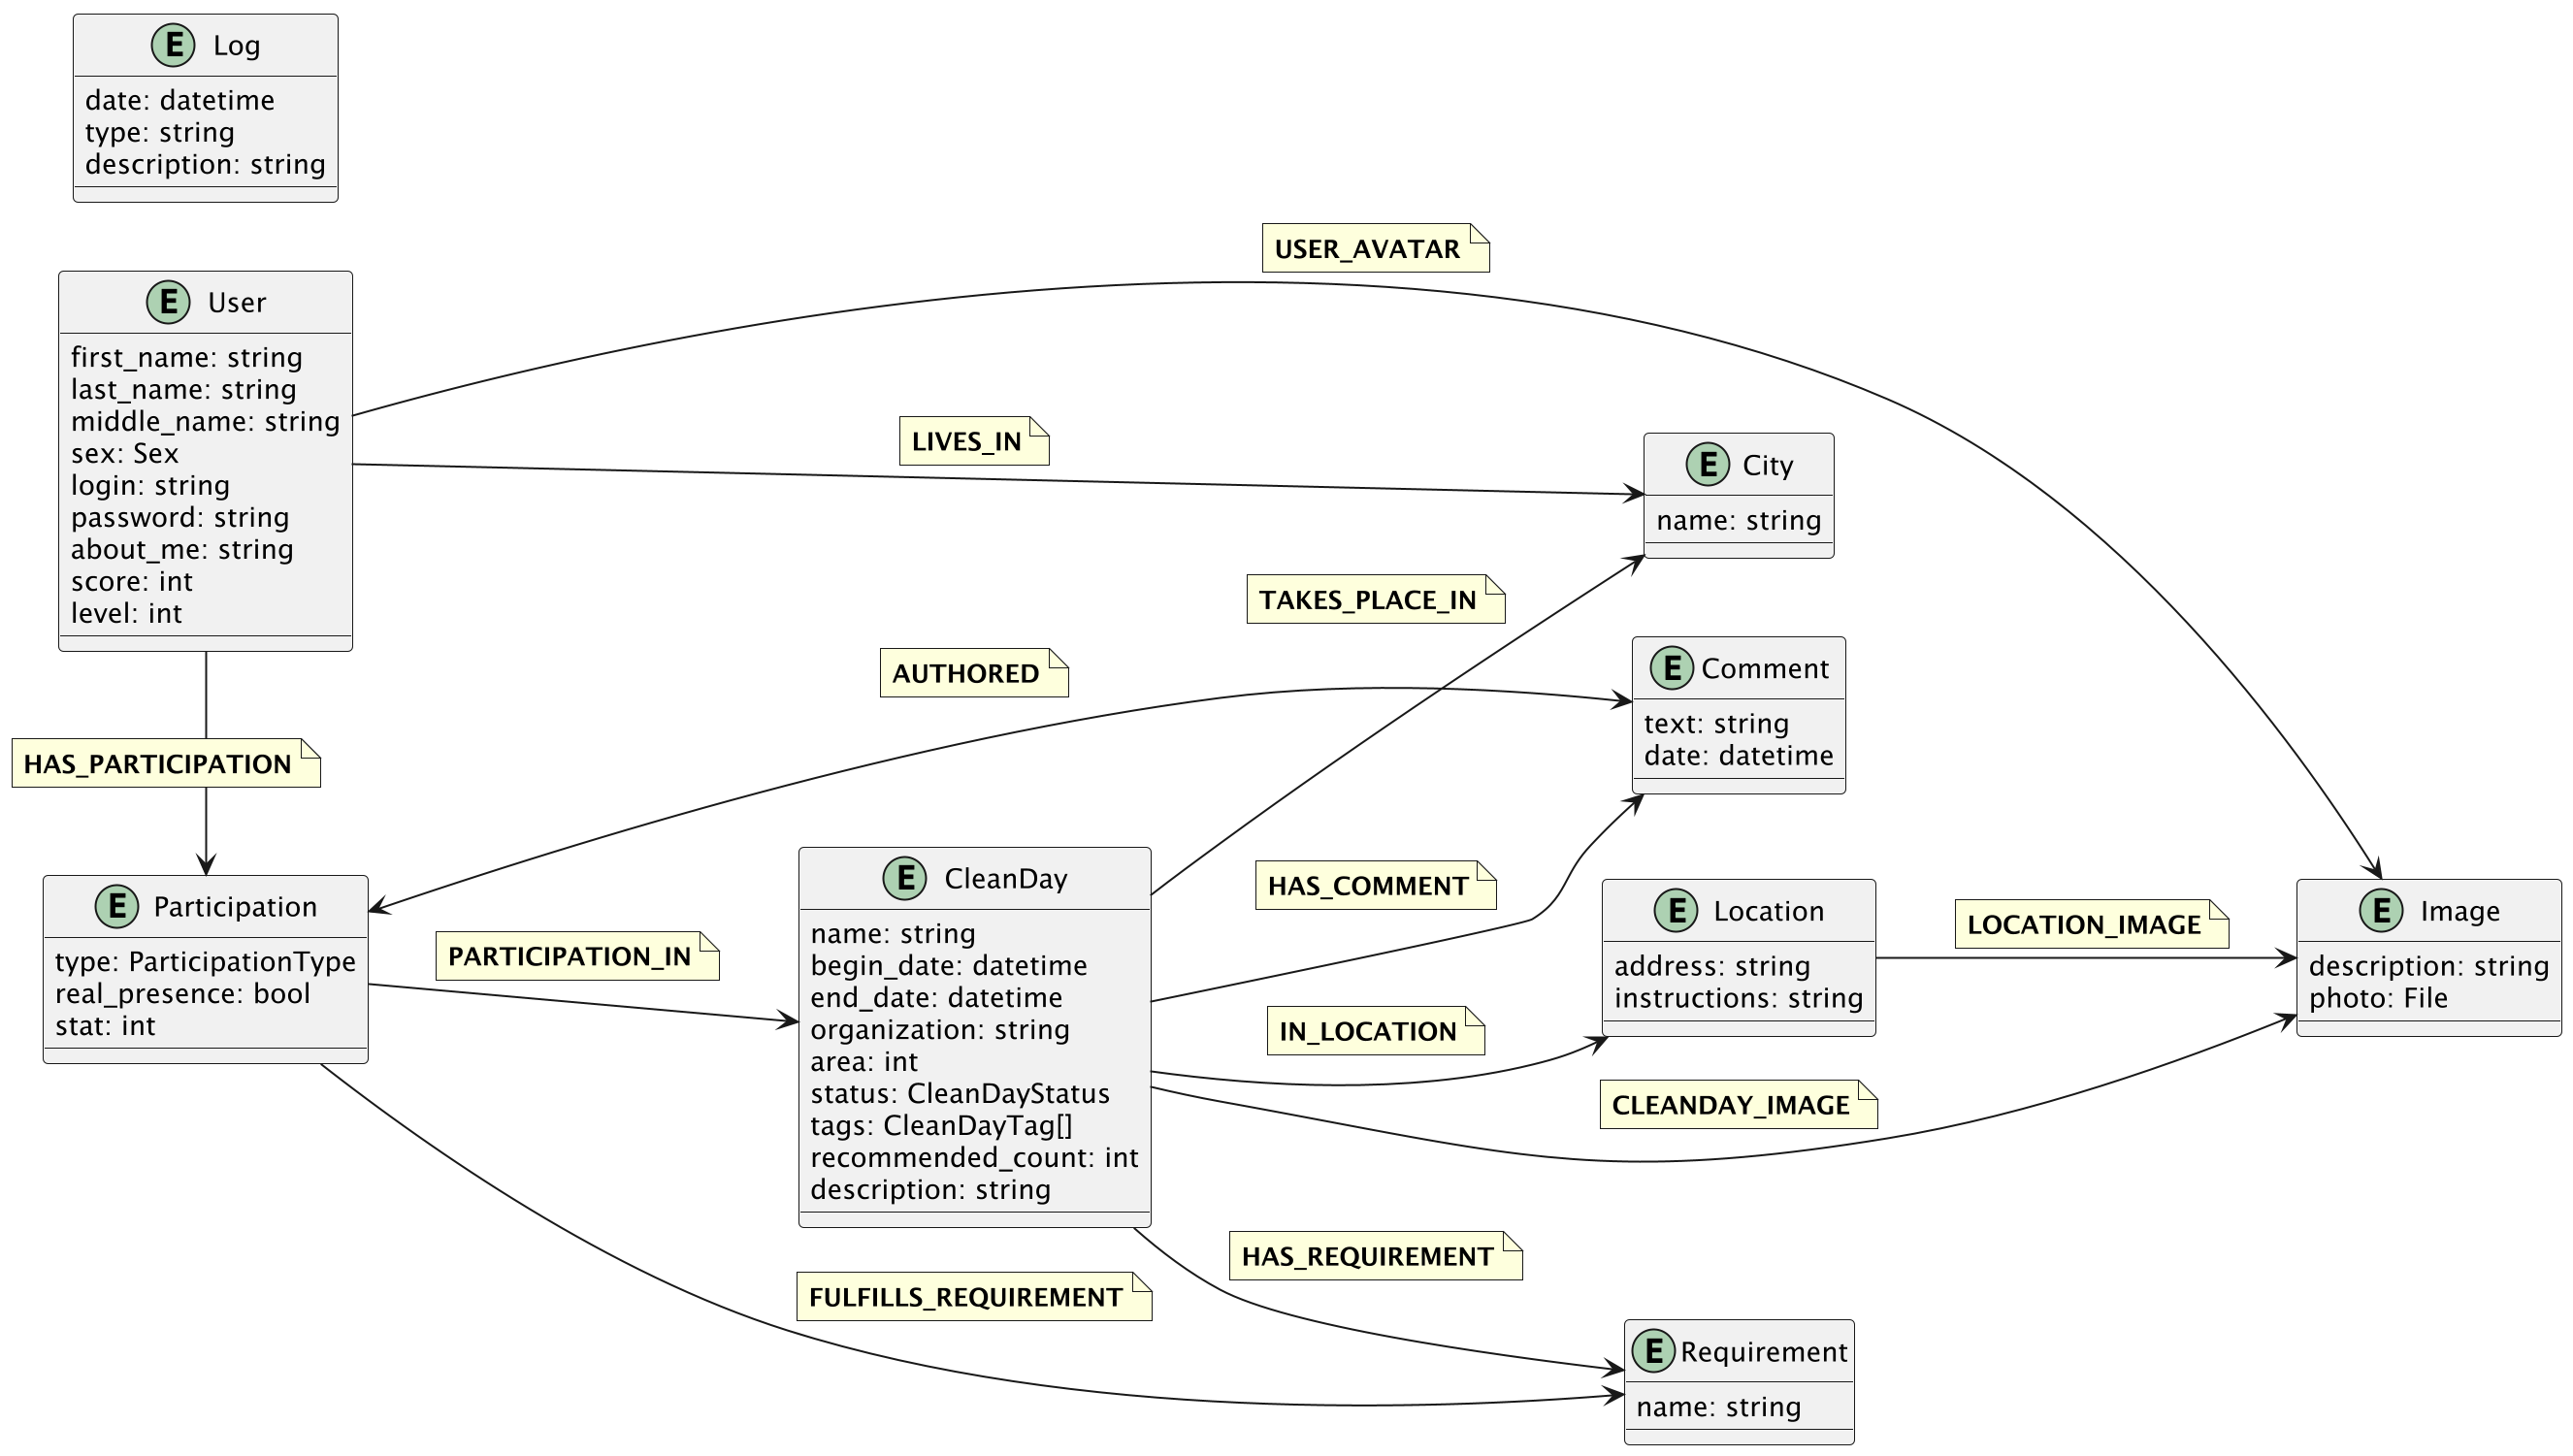 E Log
date: datetime
type: string
description: string
USER_AVATAR
E User
first_name: string
last_name: string
middle_name: string
sex: Sex
login: string
password: string
about_me: string
score: int
level: int
LIVES_IN
E City
name: string
TAKES_PLACE_IN
AUTHORED
E Comment
text: string
date: datetime
HAS_PARTICIPATION
E Participation
type: ParticipationType
real_presence: bool
stat: int
PARTICIPATION_IN
E CleanDay
name: string
begin_date: datetime
end_date: datetime
organization: string
area: int
status: CleanDayStatus
tags: CleanDayTag[]
recommended_count: int
description: string
HAS_COMMENT
IN_LOCATION
E Location
address: string
instructions: string
LOCATION_IMAGE
E Image
description: string
photo: File
CLEANDAY_IMAGE
HAS_REQUIREMENT
FULFILLS_REQUIREMENT
E Requirement
name: string